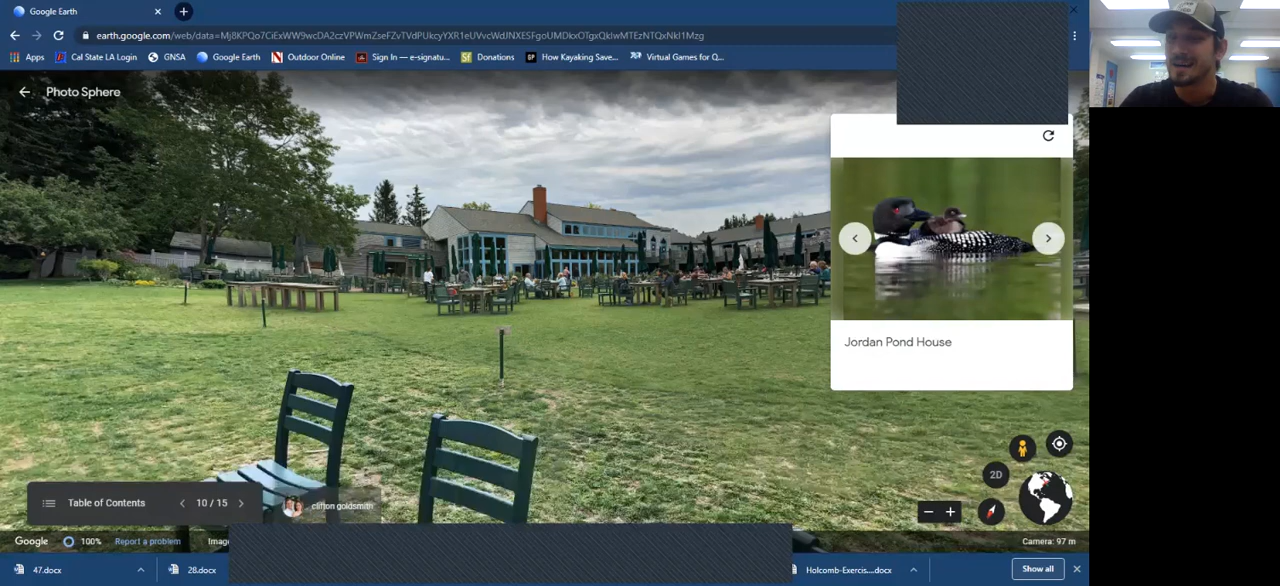 Google Earth
earth.google.com/web/data=Mj8KPQo7CiExWW9wcDA2czVPWmZseFZvTVdPUkcyYXR1eUVvcWdJNXESFgoUMDkxOTgxQkIwMTEzNTQxNkI1Mzg
Apps Cal State LA Login GNSA Google Earth Outdoor Online Sign In — e-signatu... Donations How Kayaking Save... Virtual Games for Q...
Photo Sphere
Jordan Pond House
2D
Table of Contents 10 / 15
clifton goldsmith
Google 100% Report a problem Camera: 97 m
47.docx 28.docx Holcomb-Exercis....docx Show all